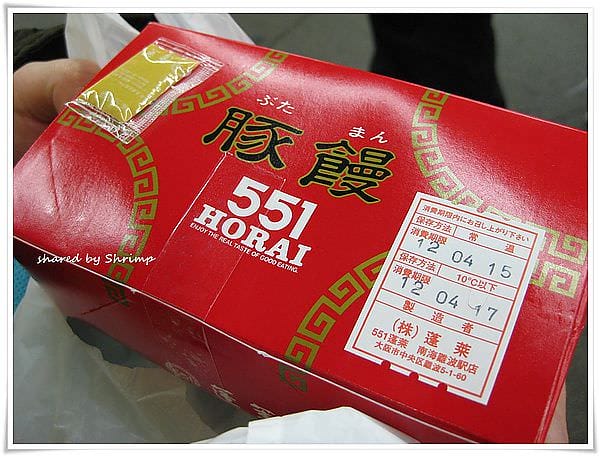 ぶた まん
豚饅
551
HORAI
ENJOY THE REAL TASTE OF GOOD EATING.
shared by Shrimp
消費期限内にお召し上がり下さい
保存方法 常温
消費期限
12 04 15
保存方法 10℃以下
消費期限
12 04 17
製造者
(株)蓬莱
551蓬莱 南海難波駅店
大阪市中央区難波5-1-60